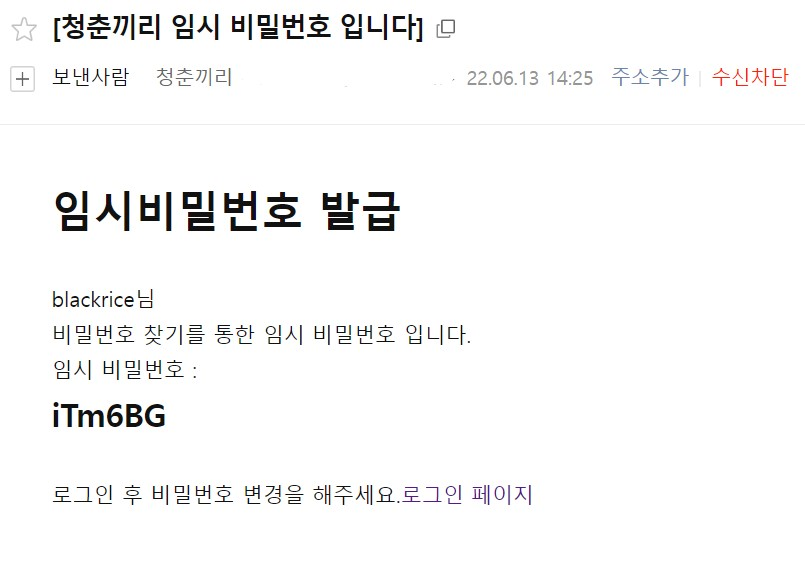 [청춘끼리 임시 비밀번호 입니다]
보낸사람 청춘끼리 22.06.13 14:25 주소추가 수신차단
임시비밀번호 발급
blackrice님
비밀번호 찾기를 통한 임시 비밀번호 입니다.
임시 비밀번호 :
iTm6BG
로그인 후 비밀번호 변경을 해주세요.로그인 페이지